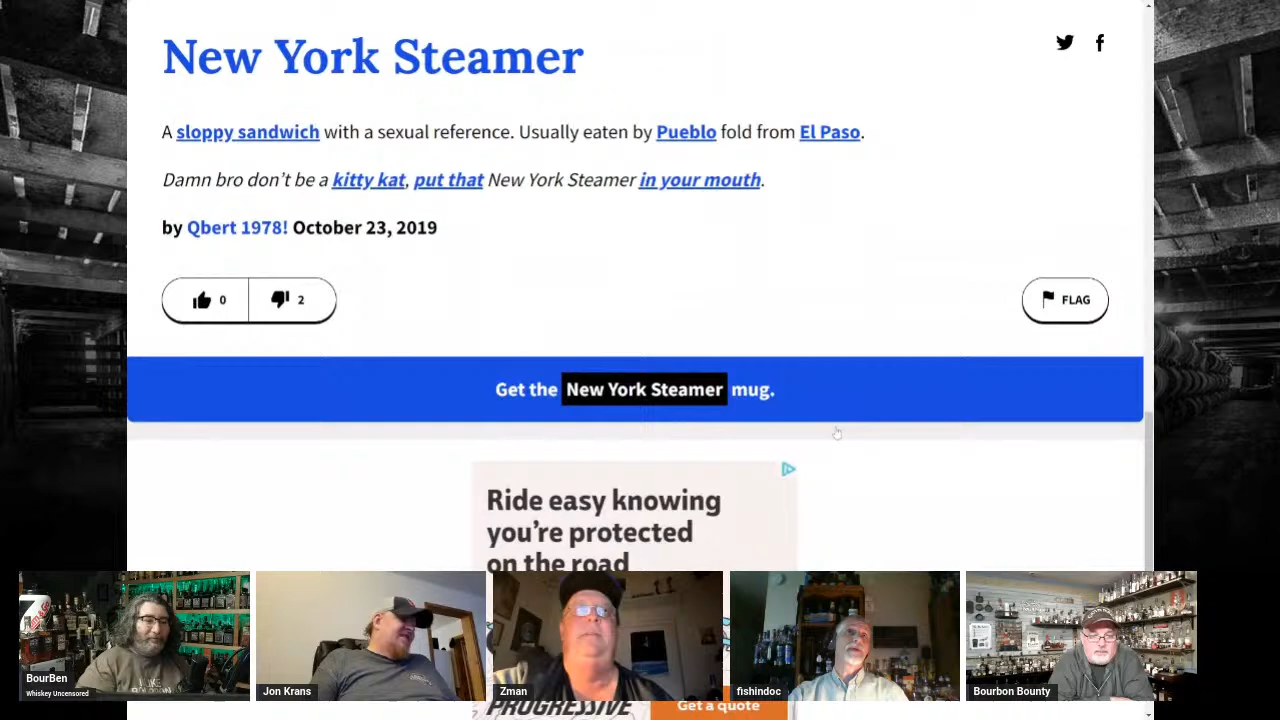 New York Steamer
A sloppy sandwich with a sexual reference. Usually eaten by Pueblo fold from El Paso.
Damn bro don't be a kitty kat, put that New York Steamer in your mouth.
by Qbert 1978! October 23, 2019
0
2
FLAG
Get the New York Steamer mug.
Ride easy knowing
you're protected
on the road
BourBen
Whiskey Uncensored
Jon Krans
Zman
fishindoc
Bourbon Bounty
PROGRESSIVE
Get a quote